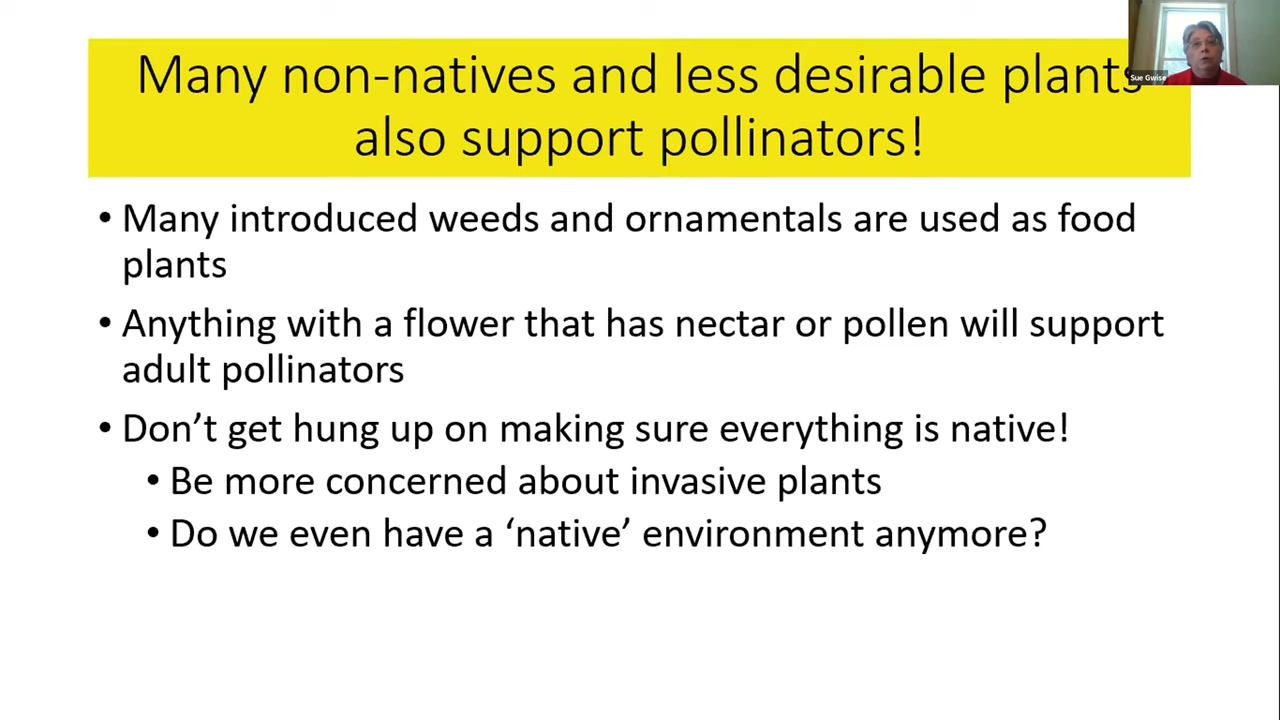 Many non-natives and less desirable plants
also support pollinators!
Sue Gwise
• Many introduced weeds and ornamentals are used as food
plants
• Anything with a flower that has nectar or pollen will support
adult pollinators
• Don’t get hung up on making sure everything is native!
• Be more concerned about invasive plants
• Do we even have a ‘native’ environment anymore?